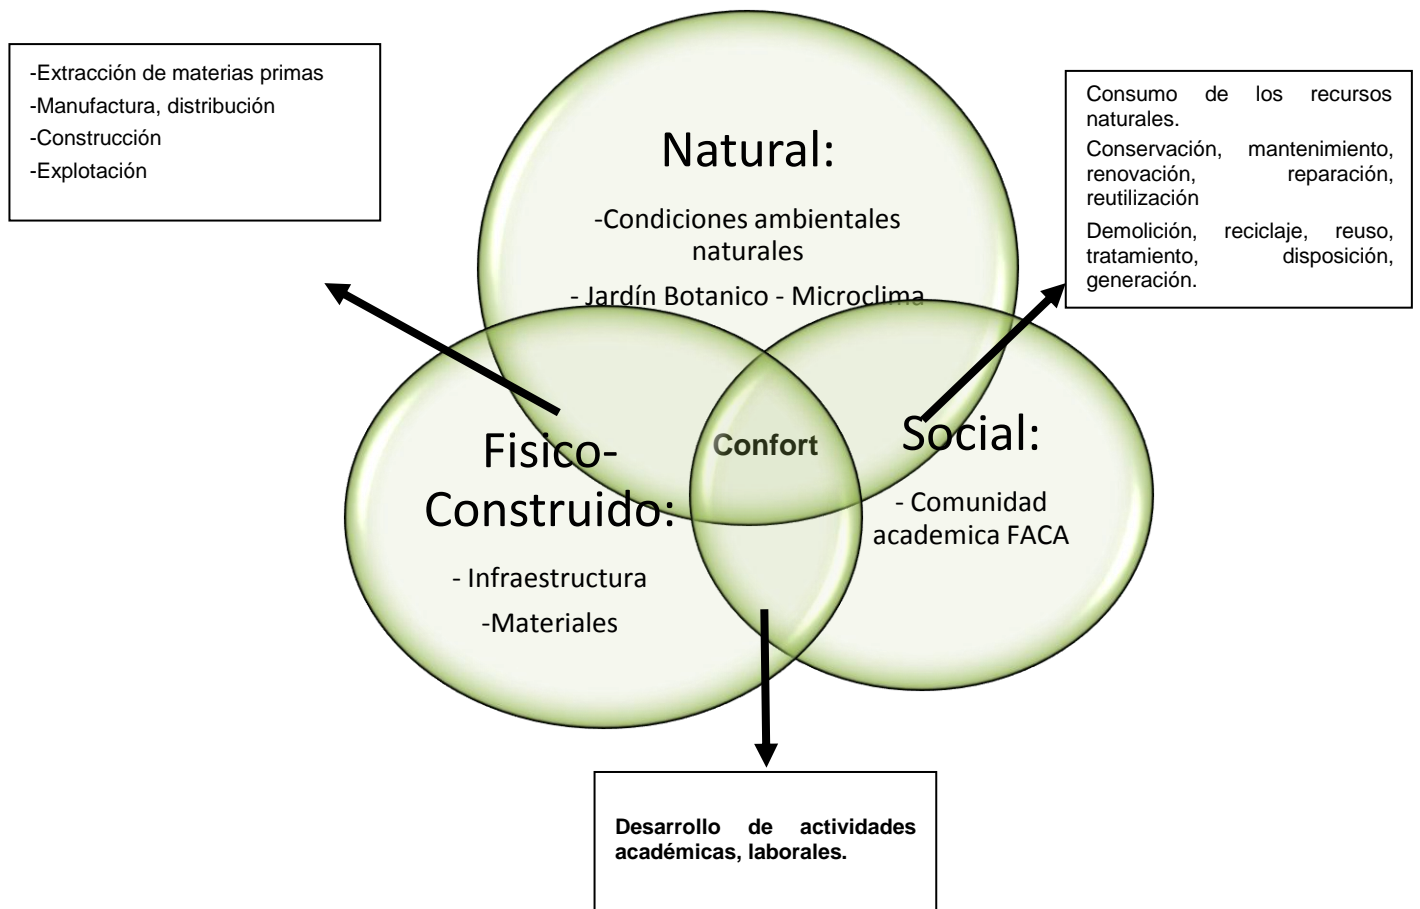 -Extracción de materias primas
-Manufactura, distribución
-Construcción
-Explotación
Natural:
-Condiciones ambientales
naturales
- Jardín Botanico - Microclima
Consumo de los recursos
naturales.
Conservación, mantenimiento,
renovación, reparación,
reutilización
Demolición, reciclaje, reuso,
tratamiento, disposición,
generación.
Fisico-
Construido:
- Infraestructura
-Materiales
Confort
Social:
- Comunidad
academica FACA
Desarrollo de actividades
académicas, laborales.